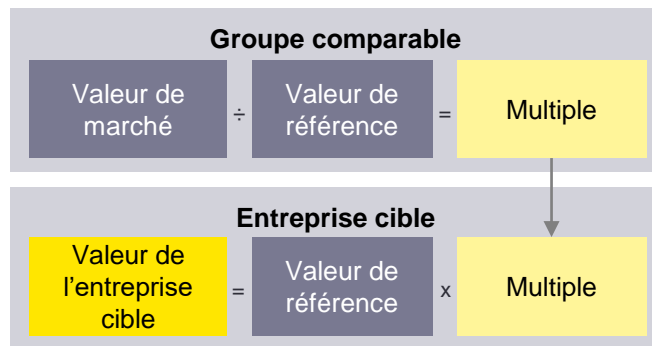 Groupe comparable
Valeur de
marché
÷
Valeur de
référence
=
Multiple
Entreprise cible
Valeur de
l'entreprise
cible
=
Valeur de
référence
x
Multiple